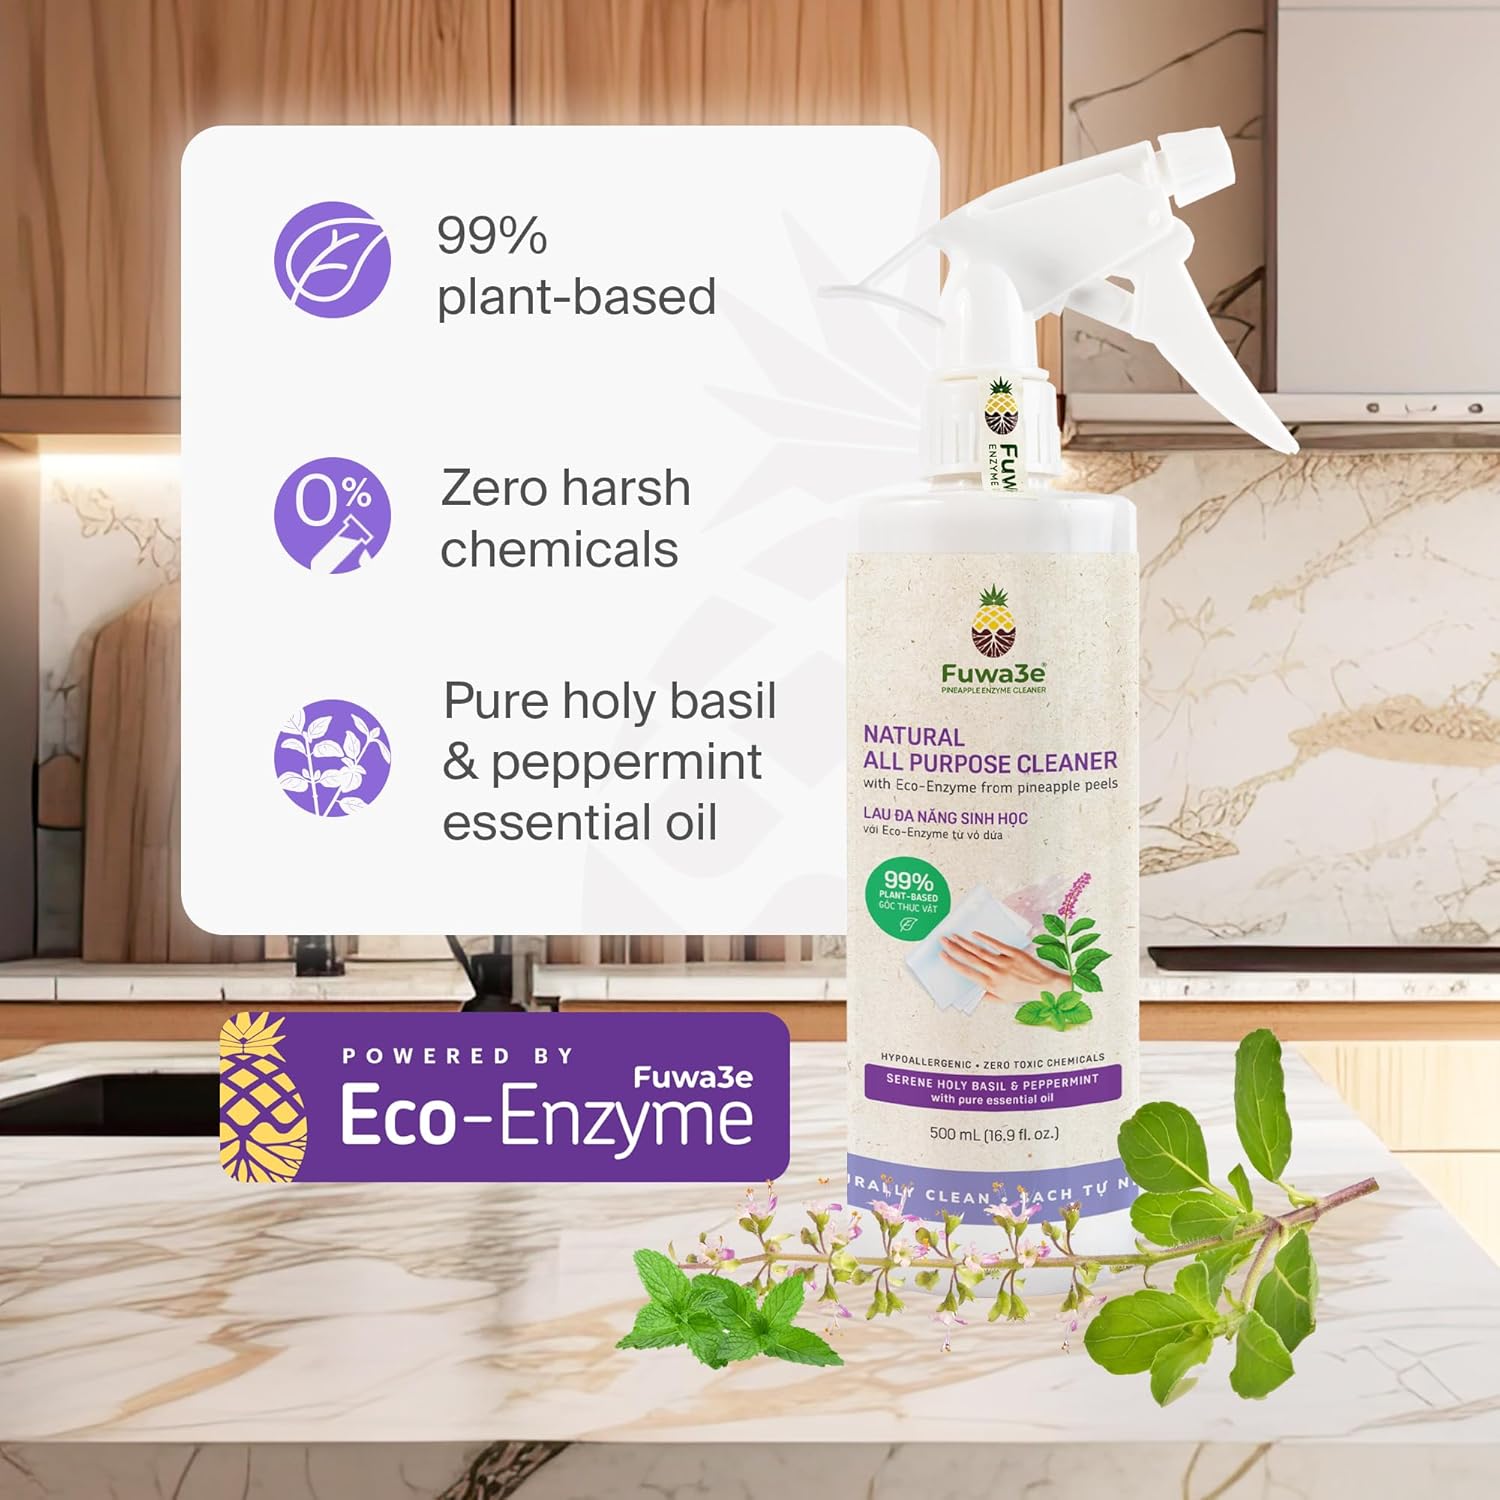 99%
plant-based
0%
Zero harsh
chemicals
Pure holy basil
& peppermint
essential oil
POWERED BY
Fuwa3e
Eco-Enzyme
ENZYME
Fuwa3e®
PINEAPPLE ENZYME CLEANER
NATURAL
ALL PURPOSE CLEANER
with Eco-Enzyme from pineapple peels
LAU ĐA NĂNG SINH HỌC
với Eco-Enzyme từ vỏ dứa
99%
PLANT-BASED
GỐC THỰC VẬT
HYPOALLERGENIC • ZERO TOXIC CHEMICALS
SERENE HOLY BASIL & PEPPERMINT
with pure essential oil
500 mL (16.9 fl. oz.)
CLEAN • SẠCH TỰ